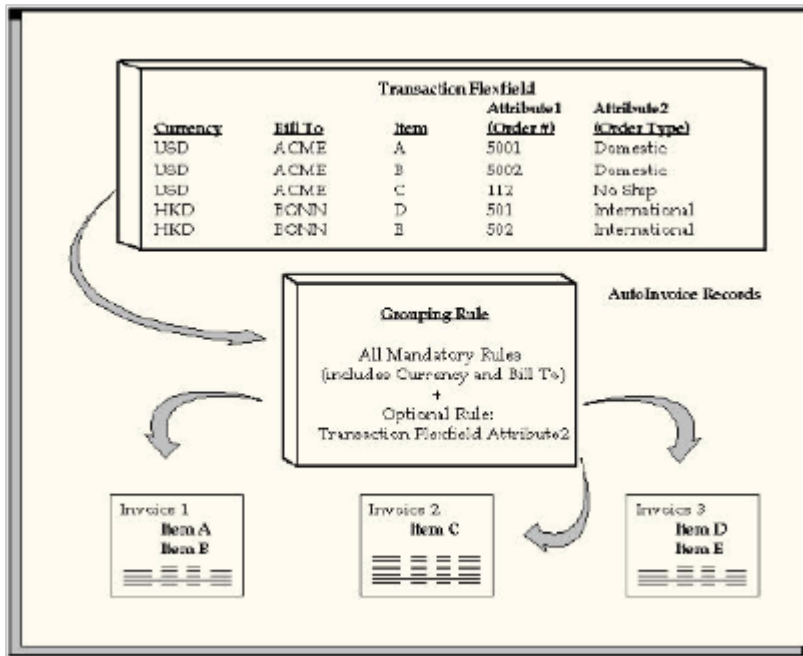 Transaction Flexfield
Attribute1 Attribute2
Currency Bill To Item (Order #) (Order Type)
USD ACME A 5001 Domestic
USD ACME B 5002 Domestic
USD ACME C 112 No Ship
HKD BONN D 501 International
HKD BONN E 502 International
AutoInvoice Records
Grouping Rule
All Mandatory Rules
(includes Currency and Bill To)
+
Optional Rule:
Transaction Flexfield Attribute2
Invoice 1
Item A
Item B
Invoice 2
Item C
Invoice 3
Item D
Item E